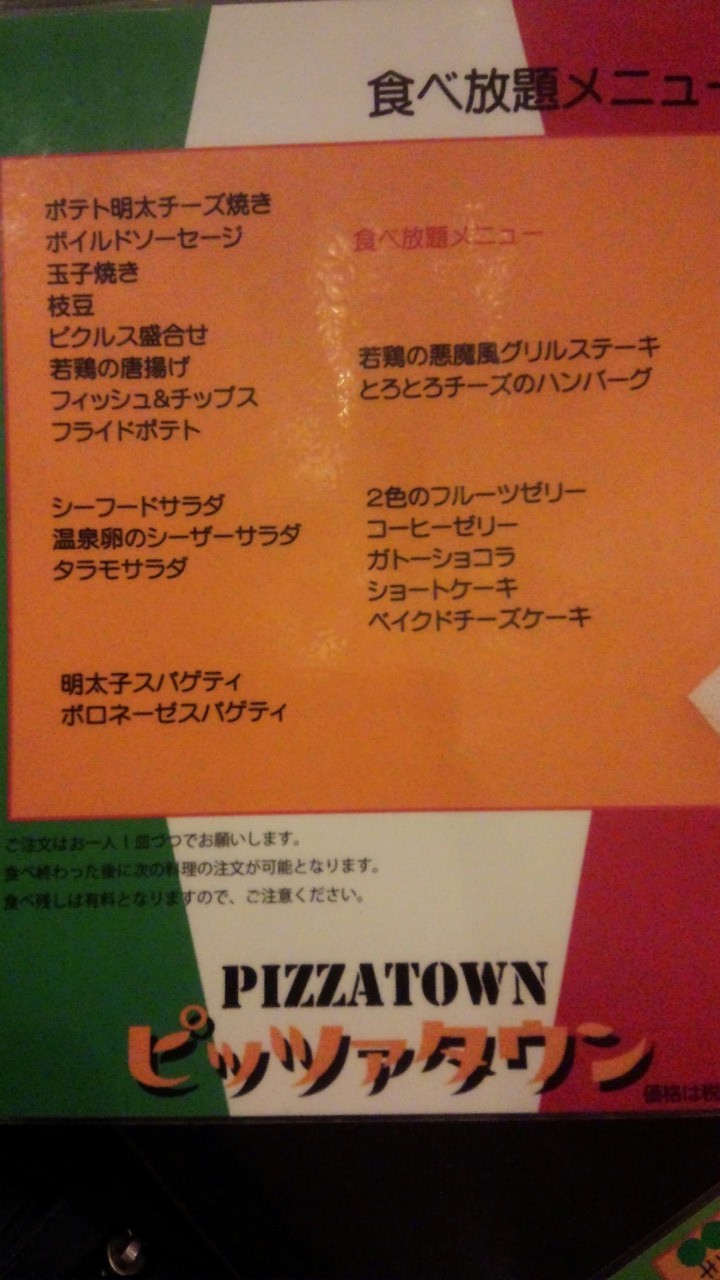 食べ放題メニュー
ポテト明太チーズ焼き
ボイルドソーセージ
玉子焼き
枝豆
ピクルス盛合せ
若鶏の唐揚げ
フィッシュ&チップス
フライドポテト
シーフードサラダ
温泉卵のシーザーサラダ
タラモサラダ
明太子スパゲティ
ボロネーゼスパゲティ
食べ放題メニュー
若鶏の悪魔風グリルステーキ
とろとろチーズのハンバーグ
2色のフルーツゼリー
コーヒーゼリー
ガトーショコラ
ショートケーキ
ベイクドチーズケーキ
ご注文はお一人1皿づつでお願いします。
食べ終わった後に次の料理の注文が可能となります。
食べ残しは有料となりますので、ご注意ください。
PIZZATOWN
ピッツァタウン
価格は税